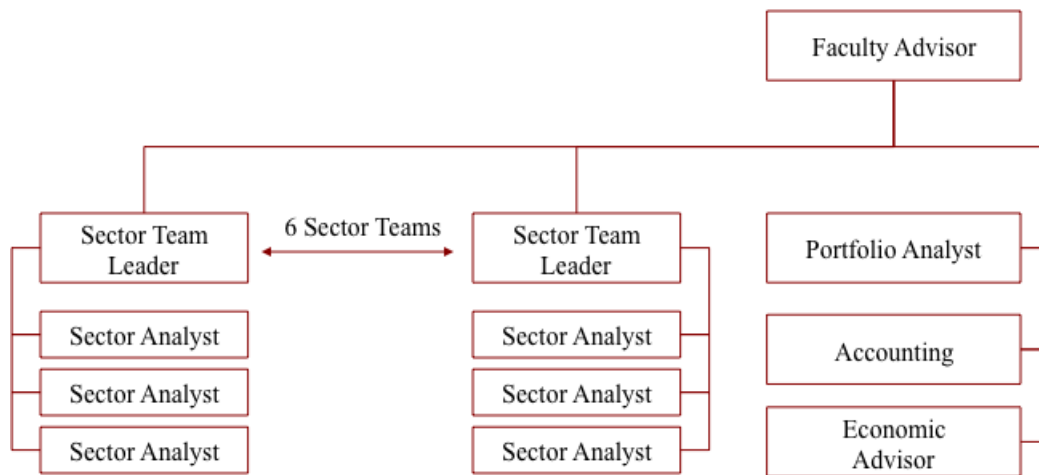 Faculty Advisor
6 Sector Teams
Sector Team
Leader
Sector Team
Leader
Portfolio Analyst
Sector Analyst
Sector Analyst
Accounting
Sector Analyst
Sector Analyst
Sector Analyst
Sector Analyst
Economic
Advisor